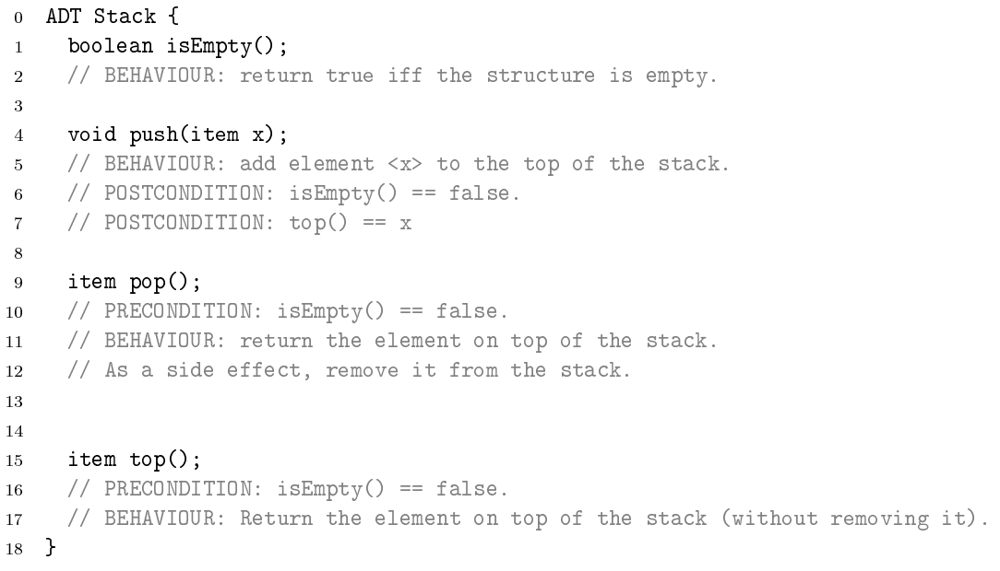 0 ADT Stack {
1 boolean isEmpty();
2 // BEHAVIOUR: return true iff the structure is empty.
3
4 void push(item x);
5 // BEHAVIOUR: add element <x> to the top of the stack.
6 // POSTCONDITION: isEmpty() == false.
7 // POSTCONDITION: top() == x
8
9 item pop();
10 // PRECONDITION: isEmpty() == false.
11 // BEHAVIOUR: return the element on top of the stack.
12 // As a side effect, remove it from the stack.
13
14
15 item top();
16 // PRECONDITION: isEmpty() == false.
17 // BEHAVIOUR: Return the element on top of the stack (without removing it).
18 }